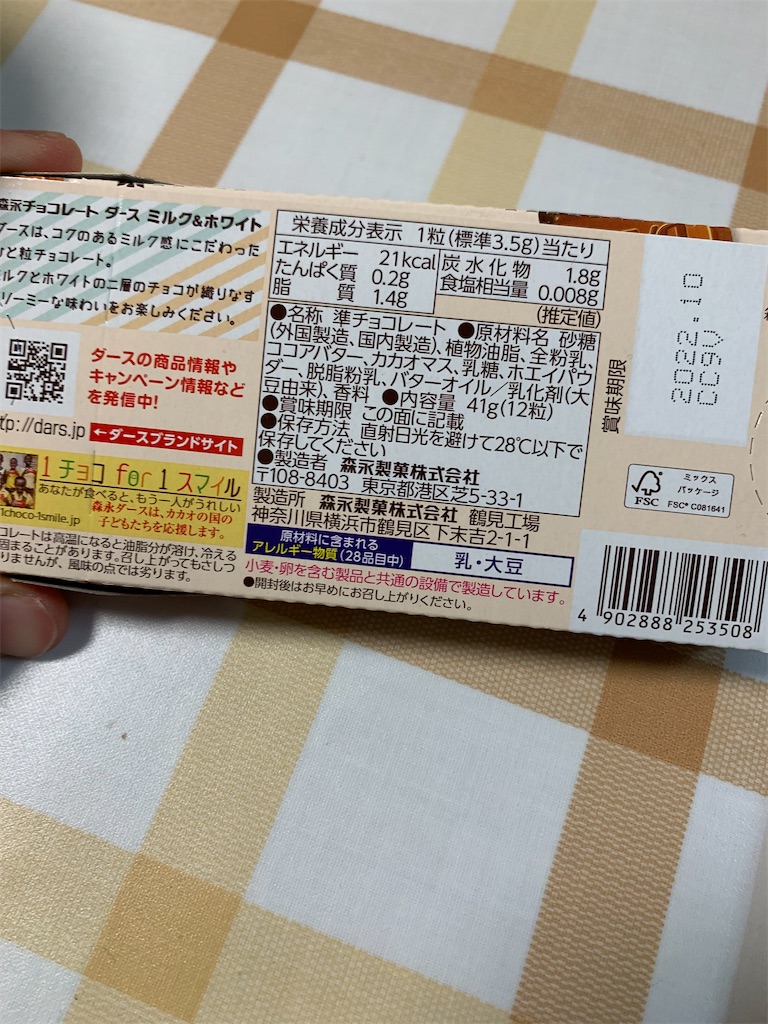 森永チョコレート ダース ミルク&ホワイト
ダースは、コクのあるミルク感にこだわった
ひと粒チョコレート。
ミルクとホワイトの二層のチョコが織りなす
クリーミーな味わいをお楽しみください。
ダースの商品情報や
キャンペーン情報など
を発信中!
tp://dars.jp
←ダースブランドサイト
1チョコ for 1スマイル
あなたが食べると、もう一人がうれしい
森永ダースは、カカオの国の
子どもたちを応援します。
1choco-1smile.jp
コレートは高温になると油脂分が溶け、冷える
固まることがあります。召し上がってもさしつ
りませんが、風味の点では劣ります。
栄養成分表示 1粒(標準3.5g)当たり
エネルギー 21kcal
たんぱく質 0.2g
脂質 1.4g
炭水化物 1.8g
食塩相当量 0.008g
(推定値)
●名称 準チョコレート ●原材料名 砂糖
(外国製造、国内製造)、植物油脂、全粉乳、
ココアバター、カカオマス、乳糖、ホエイパウ
ダー、脱脂粉乳、バターオイル/乳化剤(大
豆由来)、香料 ●内容量 41g(12粒)
●賞味期限 この面に記載
●保存方法 直射日光を避けて28℃以下で
保存してください
●製造者 森永製菓株式会社
〒108-8403 東京都港区芝5-33-1
製造所 森永製菓株式会社 鶴見工場
神奈川県横浜市鶴見区下末吉2-1-1
原材料に含まれる
アレルギー物質(28品目中)
乳・大豆
小麦・卵を含む製品と共通の設備で製造しています。
●開封後はお早めにお召し上がりください。
賞味期限
2022.10
CCgy.
FSC
ミックス
パッケージ
FSC® C081641
4 902888 253508